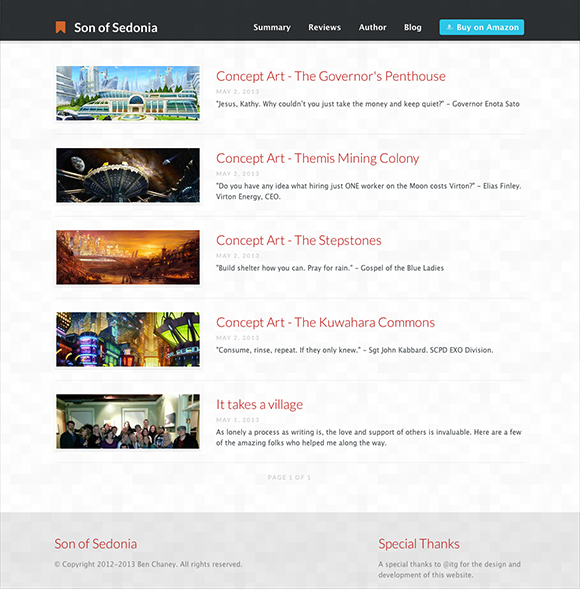 Son of Sedonia
Summary Reviews Author Blog Buy on Amazon
Concept Art - The Governor's Penthouse
MAY 2, 2013
"Jesus, Kathy. Why couldn't you just take the money and keep quiet?" – Governor Enota Sato
Concept Art - Themis Mining Colony
MAY 2, 2013
"Do you have any idea what hiring just ONE worker on the Moon costs Virton?" – Elias Finley.
Virton Energy, CEO.
Concept Art - The Stepstones
MAY 2, 2013
"Build shelter how you can. Pray for rain." – Gospel of the Blue Ladies
Concept Art - The Kuwahara Commons
MAY 2, 2013
"Consume, rinse, repeat. If they only knew." – Sgt John Kabbard. SCPD EXO Division.
It takes a village
MAY 1, 2013
As lonely a process as writing is, the love and support of others is invaluable. Here are a few
of the amazing folks who helped me along the way.
PAGE 1 OF 1
Son of Sedonia
© Copyright 2012-2013 Ben Chaney. All rights reserved.
Special Thanks
A special thanks to @itg for the design and
development of this website.